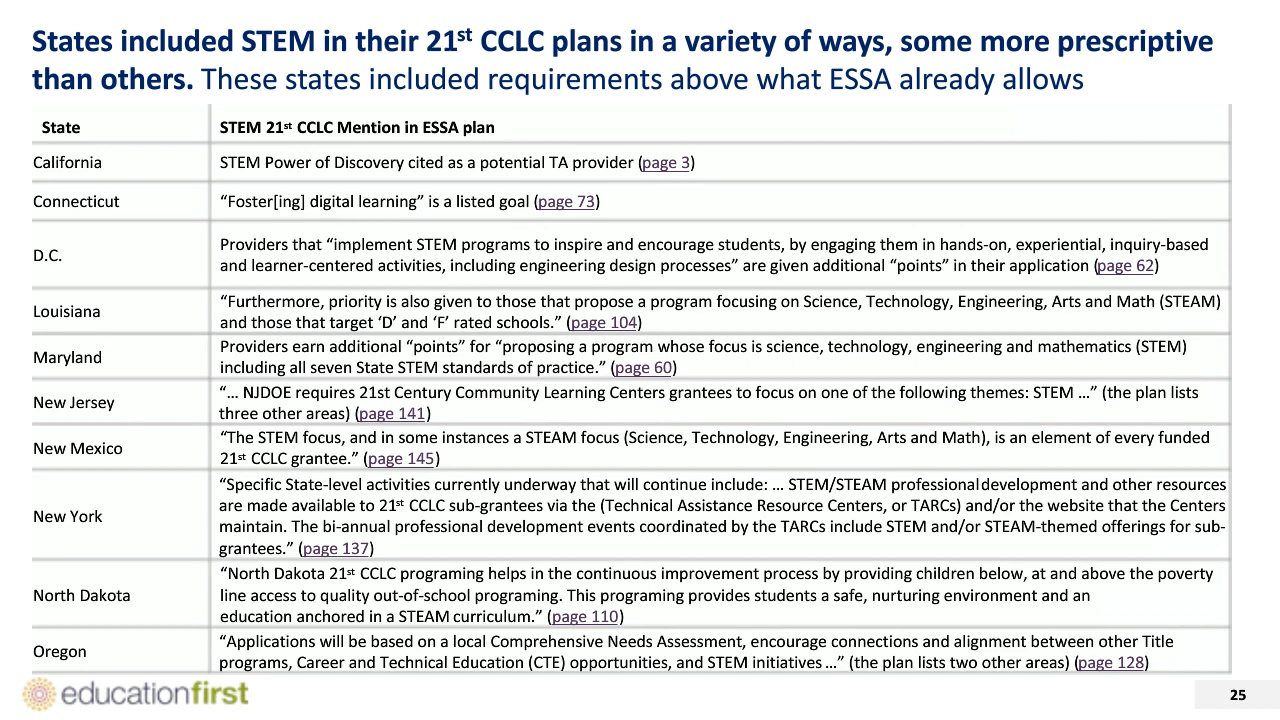 States included STEM in their 21st CCLC plans in a variety of ways, some more prescriptive
than others. These states included requirements above what ESSA already allows
State STEM 21st CCLC Mention in ESSA plan
California STEM Power of Discovery cited as a potential TA provider (page 3)
Connecticut “Foster[ing] digital learning” is a listed goal (page 73)
D.C.
Providers that “implement STEM programs to inspire and encourage students, by engaging them in hands-on, experiential, inquiry-based
and learner-centered activities, including engineering design processes” are given additional “points” in their application (page 62)
Louisiana
“Furthermore, priority is also given to those that propose a program focusing on Science, Technology, Engineering, Arts and Math (STEAM)
and those that target ‘D’ and ‘F’ rated schools.” (page 104)
Maryland
Providers earn additional “points” for “proposing a program whose focus is science, technology, engineering and mathematics (STEM)
including all seven State STEM standards of practice.” (page 60)
New Jersey
“… NJDOE requires 21st Century Community Learning Centers grantees to focus on one of the following themes: STEM …” (the plan lists
three other areas) (page 141)
New Mexico
“The STEM focus, and in some instances a STEAM focus (Science, Technology, Engineering, Arts and Math), is an element of every funded
21st CCLC grantee.” (page 145)
New York
“Specific State-level activities currently underway that will continue include: … STEM/STEAM professional development and other resources
are made available to 21st CCLC sub-grantees via the (Technical Assistance Resource Centers, or TARCs) and/or the website that the Centers
maintain. The bi-annual professional development events coordinated by the TARCs include STEM and/or STEAM-themed offerings for sub-
grantees.” (page 137)
North Dakota
“North Dakota 21st CCLC programing helps in the continuous improvement process by providing children below, at and above the poverty
line access to quality out-of-school programing. This programing provides students a safe, nurturing environment and an
education anchored in a STEAM curriculum.” (page 110)
Oregon
“Applications will be based on a local Comprehensive Needs Assessment, encourage connections and alignment between other Title
programs, Career and Technical Education (CTE) opportunities, and STEM initiatives …” (the plan lists two other areas) (page 128)
educationfirst
25